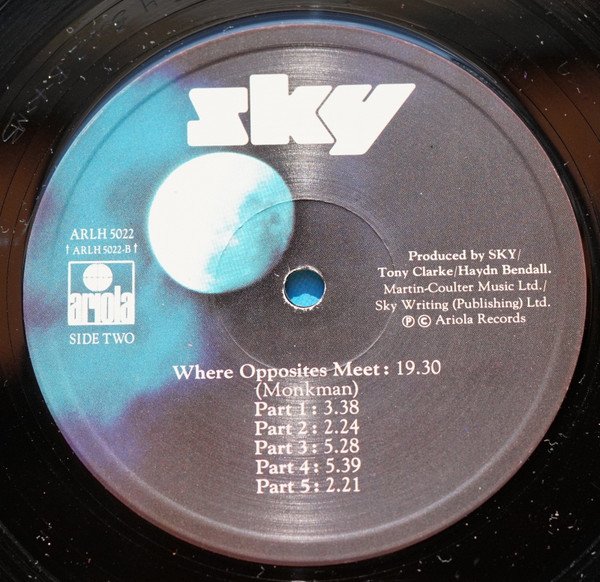 sky
ARLH 5022
† ARLH 5022-B †
ariola
SIDE TWO
Produced by SKY/
Tony Clarke/Haydn Bendall.
Martin-Coulter Music Ltd./
Sky Writing (Publishing) Ltd.
Ⓟ © Ariola Records
Where Opposites Meet : 19.30
(Monkman)
Part 1 : 3.38
Part 2 : 2.24
Part 3 : 5.28
Part 4 : 5.39
Part 5 : 2.21